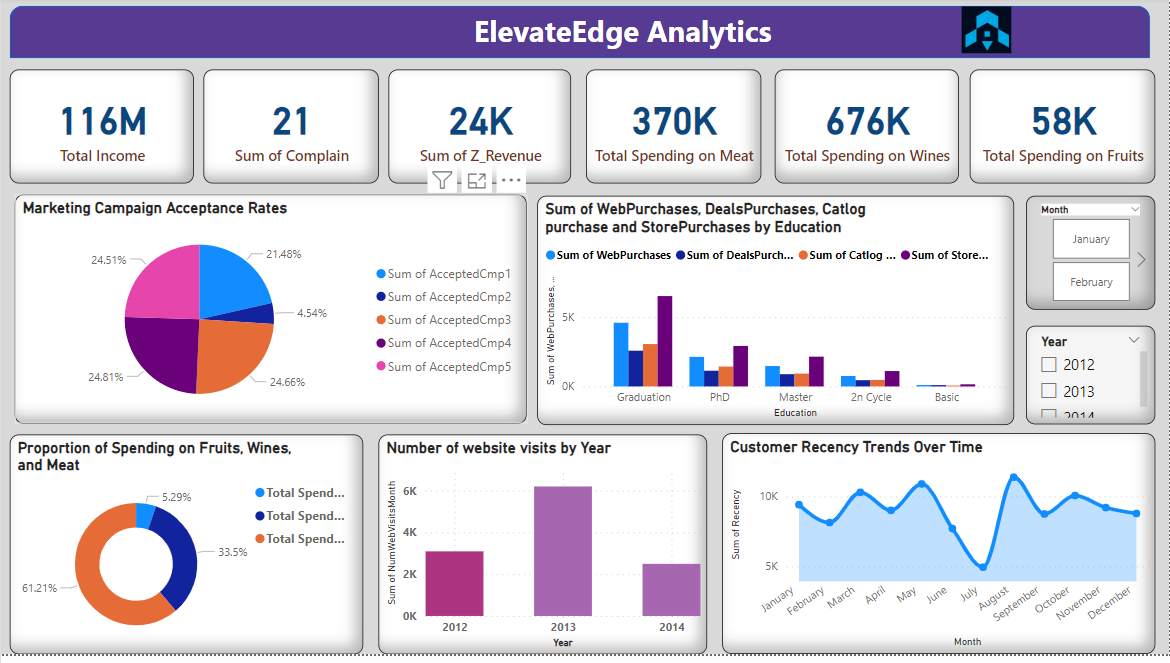 ElevateEdge Analytics
116M
Total Income
21
Sum of Complain
24K
Sum of Z_Revenue
370K
Total Spending on Meat
676K
Total Spending on Wines
58K
Total Spending on Fruits
Marketing Campaign Acceptance Rates
21.48%
4.54%
24.66%
24.81%
24.51%
Sum of AcceptedCmp1
Sum of AcceptedCmp2
Sum of AcceptedCmp3
Sum of AcceptedCmp4
Sum of AcceptedCmp5
Sum of WebPurchases, DealsPurchases, Catlog
purchase and StorePurchases by Education
Sum of WebPurchases
Sum of DealsPurch...
Sum of Catlog ...
Sum of Store...
Sum of WebPurchases, ...
5K
0K
Graduation
PhD
Master
2n Cycle
Basic
Education
Month
January
February
Year
2012
2013
2014
Proportion of Spending on Fruits, Wines,
and Meat
5.29%
33.5%
61.21%
Total Spend...
Total Spend...
Total Spend...
Number of website visits by Year
Sum of NumWebVisitsMonth
6K
4K
2K
0K
2012
2013
2014
Year
Customer Recency Trends Over Time
Sum of Recency
10K
5K
January
February
March
April
May
June
July
August
September
October
November
December
Month